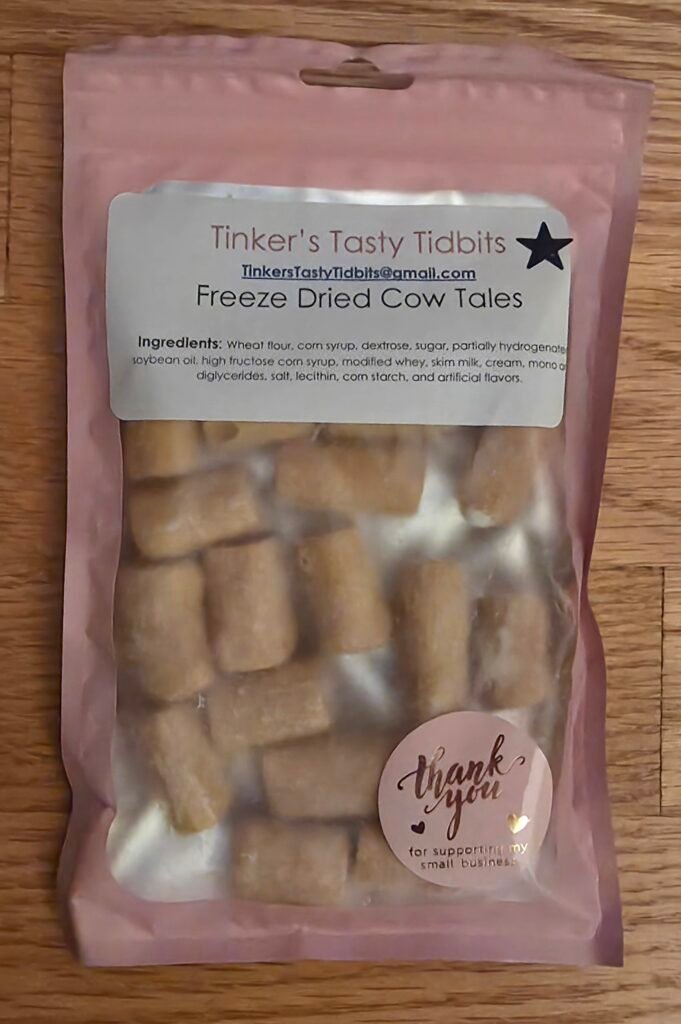 Tinker's Tasty Tidbits
TinkersTastyTidbits@gmail.com
Freeze Dried Cow Tales
Ingredients: Wheat flour, corn syrup, dextrose, sugar, partially hydrogenate
soybean oil, high fructose corn syrup, modified whey, skim milk, cream, mono a
diglycerides, salt, lecithin, corn starch, and artificial flavors.
thank
you
for supporting my
small business